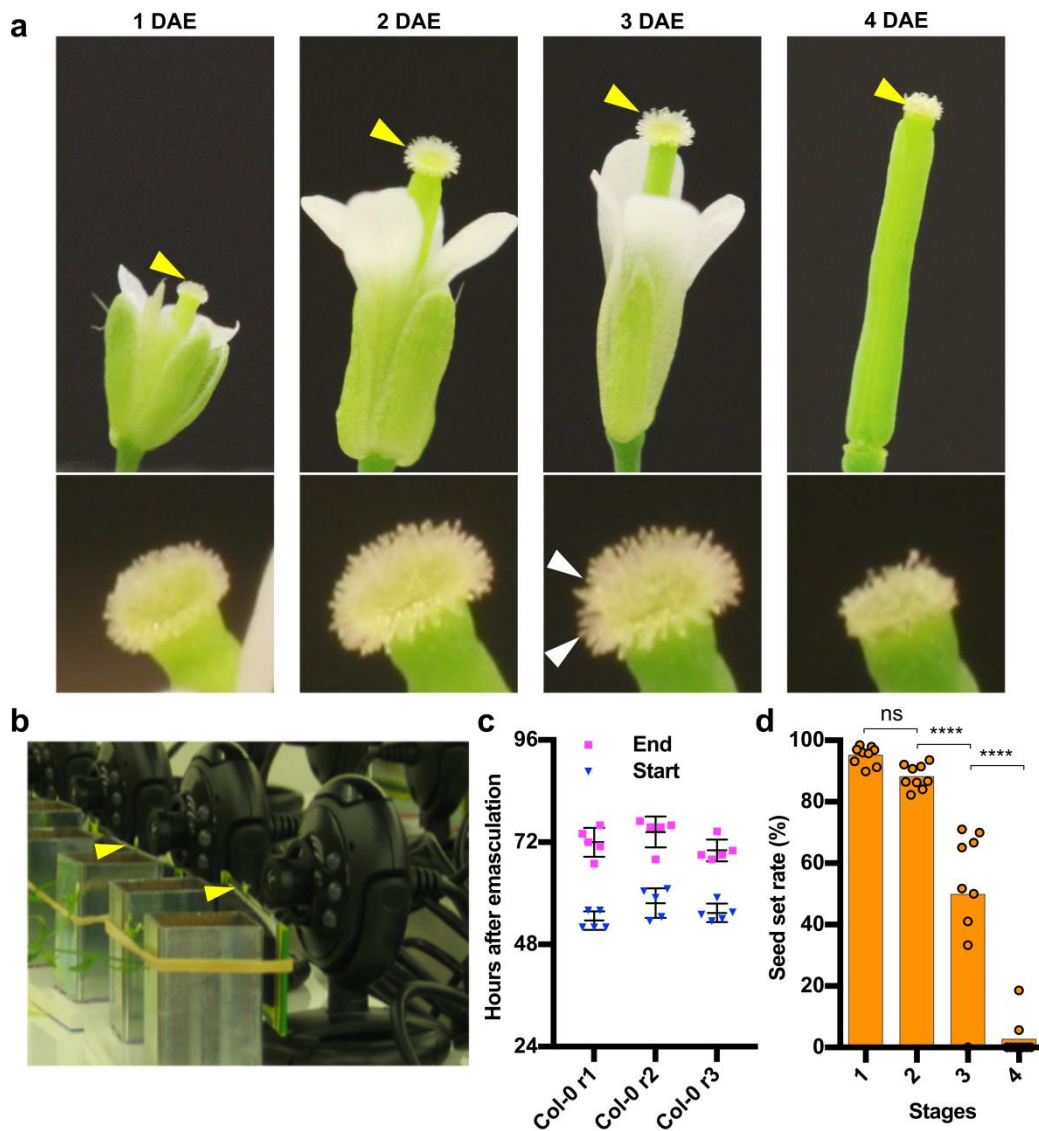 a
1 DAE
2 DAE
3 DAE
4 DAE
b
c
Hours after emasculation
96
72
48
24
End
Start
Col-0 r1
Col-0 r2
Col-0 r3
d
Seed set rate (%)
100
80
60
40
20
0
ns
****
****
1
2
3
4
Stages